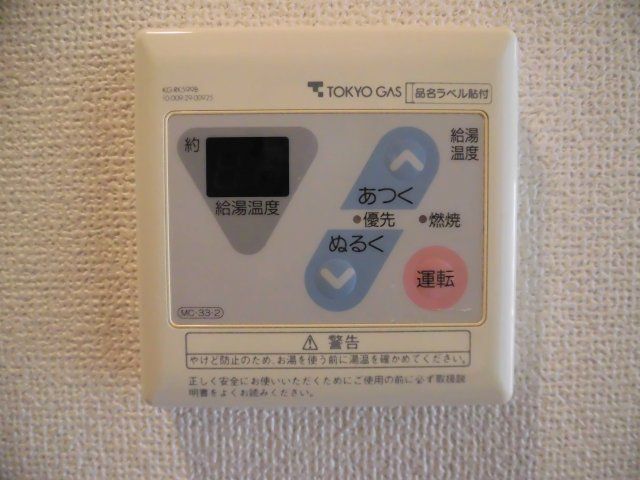 TOKYO GAS 品名ラベル貼付
約
給湯温度
給湯
温度
あつく
優先 燃焼
ぬるく
運転
MC-33-2
警告
やけど防止のため、お湯を使う前に湯温を確かめてください。
正しく安全にお使いいただくためにご使用の前に必ず取扱説
明書をよくお読みください。